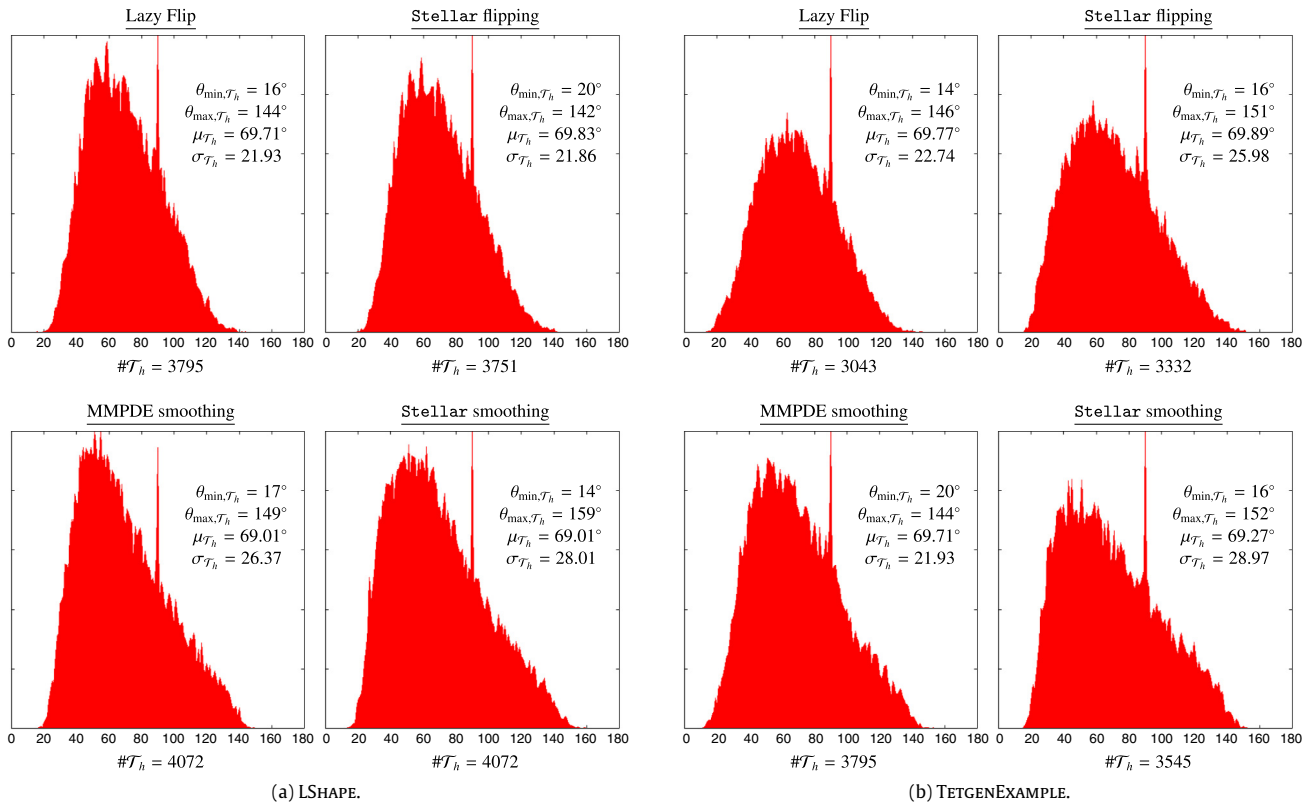 Lazy Flip
θmin,𝒯h = 16°
θmax,𝒯h = 144°
μ𝒯h = 69.71°
σ𝒯h = 21.93
0 20 40 60 80 100 120 140 160 180
#𝒯h = 3795
Stellar flipping
θmin,𝒯h = 20°
θmax,𝒯h = 142°
μ𝒯h = 69.83°
σ𝒯h = 21.86
0 20 40 60 80 100 120 140 160 180
#𝒯h = 3751
MMPDE smoothing
θmin,𝒯h = 17°
θmax,𝒯h = 149°
μ𝒯h = 69.01°
σ𝒯h = 26.37
0 20 40 60 80 100 120 140 160 180
#𝒯h = 4072
Stellar smoothing
θmin,𝒯h = 14°
θmax,𝒯h = 159°
μ𝒯h = 69.01°
σ𝒯h = 28.01
0 20 40 60 80 100 120 140 160 180
#𝒯h = 4072
(a) LSHAPE.
Lazy Flip
θmin,𝒯h = 14°
θmax,𝒯h = 146°
μ𝒯h = 69.77°
σ𝒯h = 22.74
0 20 40 60 80 100 120 140 160 180
#𝒯h = 3043
Stellar flipping
θmin,𝒯h = 16°
θmax,𝒯h = 151°
μ𝒯h = 69.89°
σ𝒯h = 25.98
0 20 40 60 80 100 120 140 160 180
#𝒯h = 3332
MMPDE smoothing
θmin,𝒯h = 20°
θmax,𝒯h = 144°
μ𝒯h = 69.71°
σ𝒯h = 21.93
0 20 40 60 80 100 120 140 160 180
#𝒯h = 3795
Stellar smoothing
θmin,𝒯h = 16°
θmax,𝒯h = 152°
μ𝒯h = 69.27°
σ𝒯h = 28.97
0 20 40 60 80 100 120 140 160 180
#𝒯h = 3545
(b) TETGENEXAMPLE.